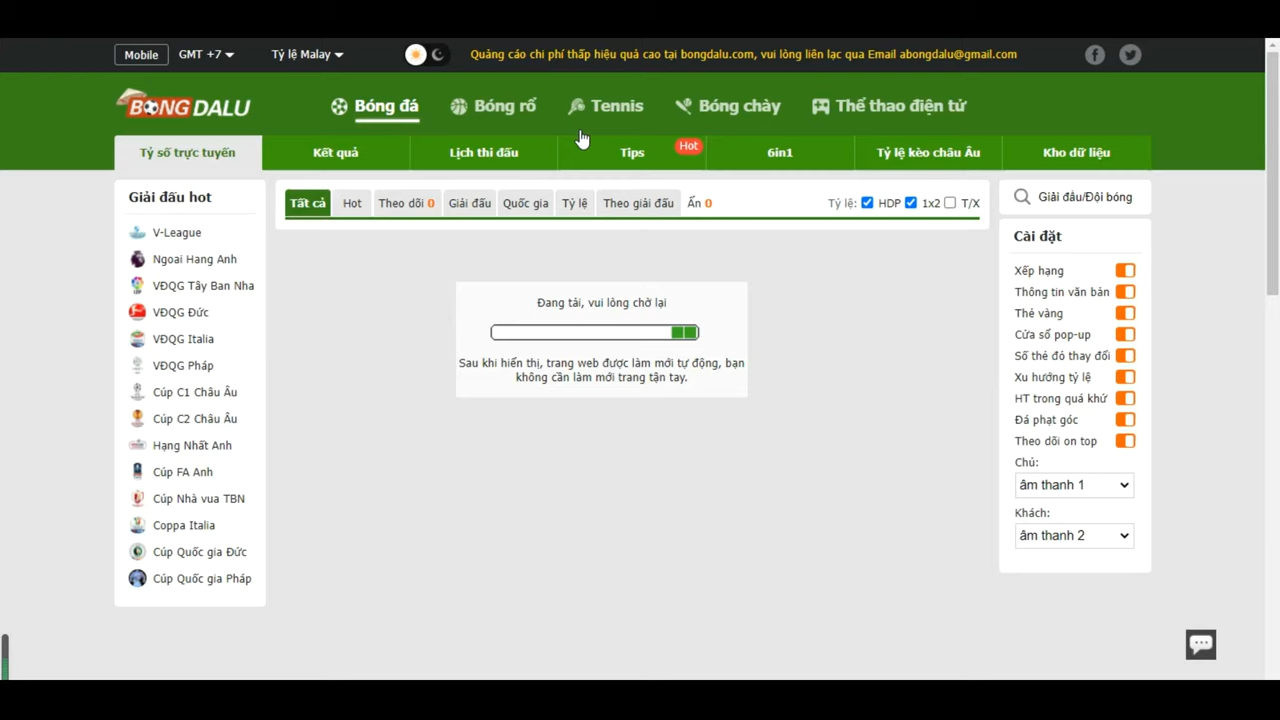 Mobile GMT +7 Tỷ lệ Malay Quảng cáo chi phí thấp hiệu quả cao tại bongdalu.com, vui lòng liên lạc qua Email abongdalu@gmail.com
BONG DALU Bóng đá Bóng rổ Tennis Bóng chày Thể thao điện tử
Tỷ số trực tuyến Kết quả Lịch thi đấu Tips Hot 6in1 Tỷ lệ kèo châu Âu Kho dữ liệu
Giải đấu hot
V-League
Ngoai Hang Anh
VĐQG Tây Ban Nha
VĐQG Đức
VĐQG Italia
VĐQG Pháp
Cúp C1 Châu Âu
Cúp C2 Châu Âu
Hạng Nhất Anh
Cúp FA Anh
Cúp Nhà vua TBN
Coppa Italia
Cúp Quốc gia Đức
Cúp Quốc gia Pháp
Tất cả Hot Theo dõi 0 Giải đấu Quốc gia Tỷ lệ Theo giải đấu Ẩn 0 Tỷ lệ: HDP 1x2 T/X
Đang tải, vui lòng chờ lại
Sau khi hiển thị, trang web được làm mới tự động, bạn
không cần làm mới trang tận tay.
Giải đấu/Đội bóng
Cài đặt
Xếp hạng
Thông tin văn bản
Thẻ vàng
Cửa sổ pop-up
Số thẻ đỏ thay đổi
Xu hướng tỷ lệ
HT trong quá khứ
Đá phạt góc
Theo dõi on top
Chủ:
âm thanh 1
Khách:
âm thanh 2